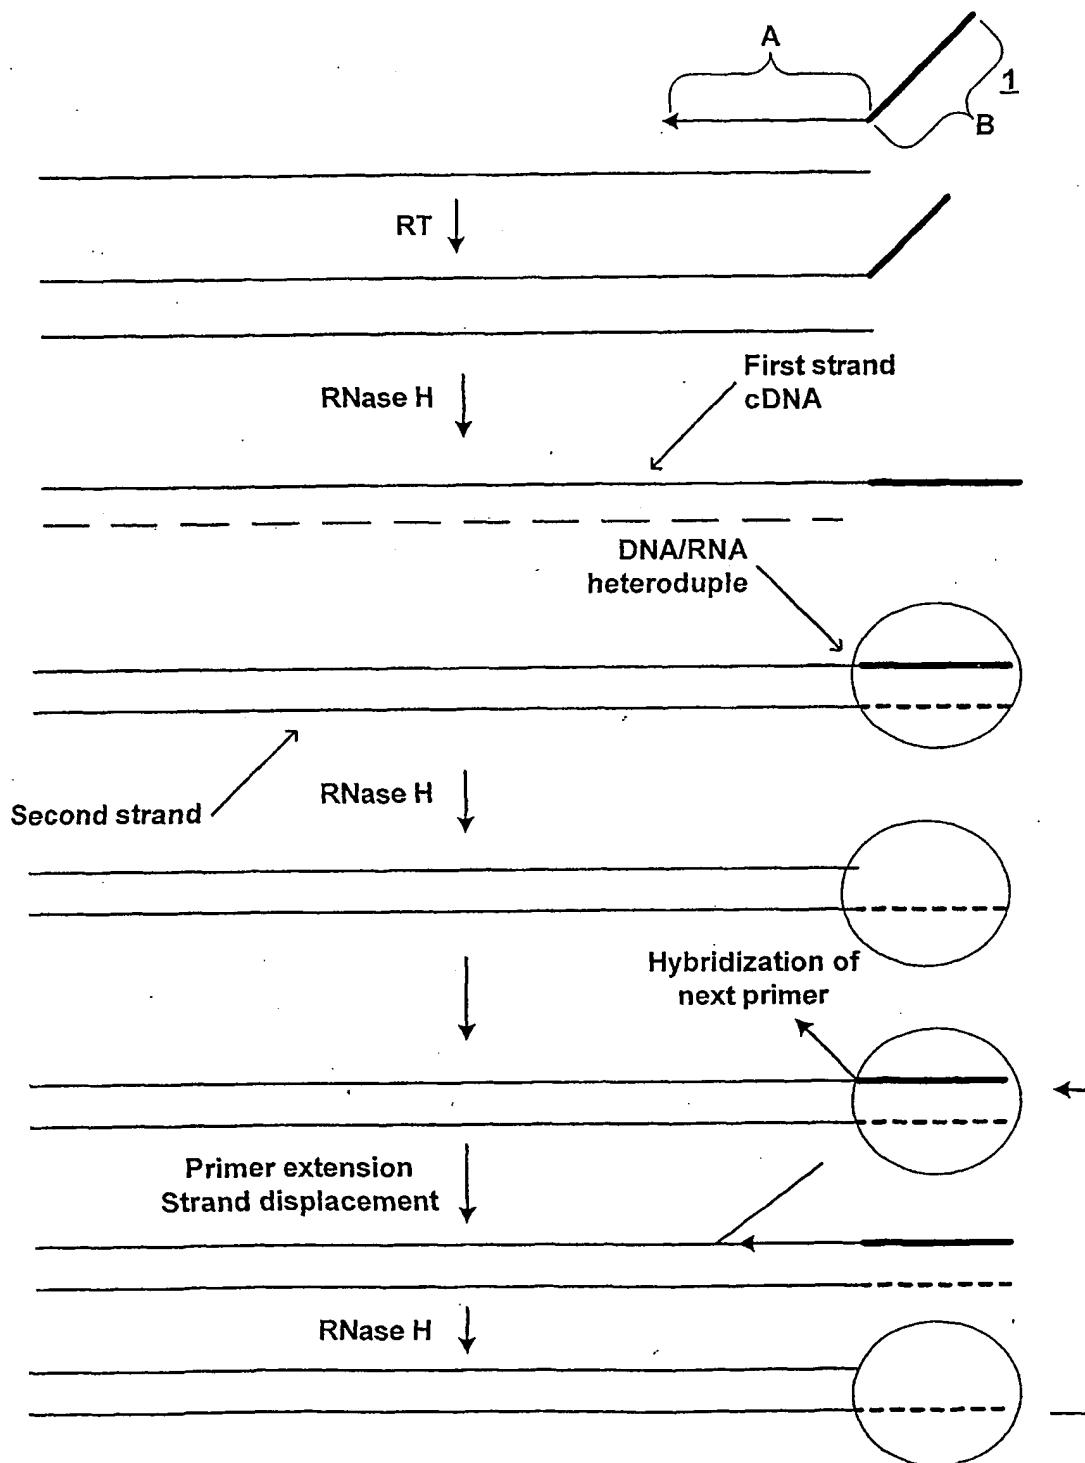 A
1
B
RT
First strand
cDNA
RNase H
DNA/RNA
heteroduple
Second strand
RNase H
Hybridization of
next primer
Primer extension
Strand displacement
RNase H